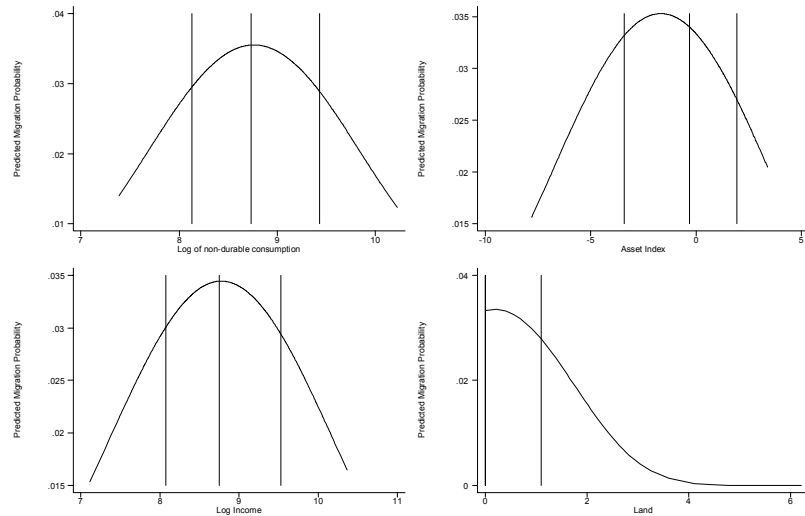 Predicted Migration Probability
.04
.03
.02
.01
7 8 9 10
Log of non-durable consumption
Predicted Migration Probability
.035
.03
.025
.02
.015
-10 -5 0 5
Asset Index
Predicted Migration Probability
.035
.03
.025
.02
.015
7 8 9 10 11
Log Income
Predicted Migration Probability
.04
.02
0
0 2 4 6
Land